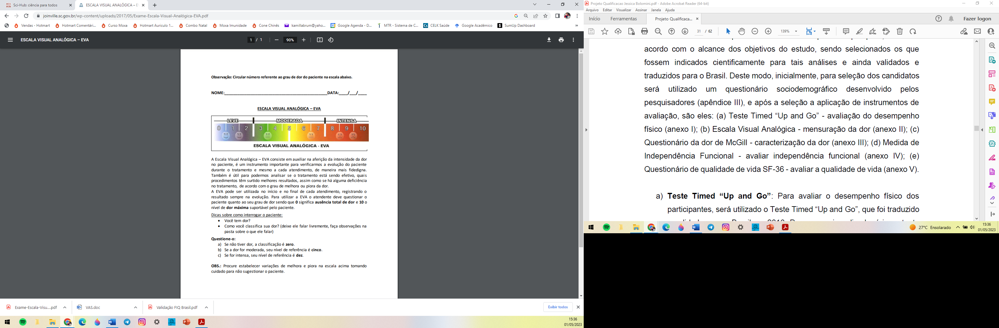 Sci-Hub: ciência para todos
ESCALA VISUAL ANALÓGICA – E
joinville.sc.gov.br/wp-content/uploads/2017/05/Exame-Escala-Visual-Analógica-EVA.pdf
Vendas - Hotmart
Hotmart Comentári...
Curso Moxa
Hotmart Auriculo 1...
Combo Natal
Moxa Imunidade
Cone Chinês
kamillabrum@yaho...
Google Agenda - D...
MTR - Sistema de C...
CELK Saúde
Google Acadêmico
SumUp Dashboard
»
ESCALA VISUAL ANALÓGICA – EVA
1 / 1
90%
Observação: Circular número referente ao grau de dor do paciente na escala abaixo.
NOME:____________________________________________DATA:____/___/____
ESCALA VISUAL ANALÓGICA – EVA
LEVE MODERADA INTENSA
0 1 2 3 4 5 6 7 8 9 10
ESCALA VISUAL ANALÓGICA - EVA
A Escala Visual Analógica – EVA consiste em auxiliar na aferição da intensidade da dor
no paciente, é um instrumento importante para verificarmos a evolução do paciente
durante o tratamento e mesmo a cada atendimento, de maneira mais fidedigna.
Também é útil para podermos analisar se o tratamento está sendo efetivo, quais
procedimentos têm surtido melhores resultados, assim como se há alguma deficiência
no tratamento, de acordo com o grau de melhora ou piora da dor.
A EVA pode ser utilizada no início e no final de cada atendimento, registrando o
resultado sempre na evolução. Para utilizar a EVA o atendente deve questionar o
paciente quanto ao seu grau de dor sendo que 0 significa ausência total de dor e 10 o
nível de dor máxima suportável pelo paciente.
Dicas sobre como interrogar o paciente:
• Você tem dor?
• Como você classifica sua dor? (deixe ele falar livremente, faça observações na
pasta sobre o que ele falar)
Questione-o:
a) Se não tiver dor, a classificação é zero.
b) Se a dor for moderada, seu nível de referência é cinco.
c) Se for intensa, seu nível de referência é dez.
OBS.: Procure estabelecer variações de melhora e piora na escala acima tomando
cuidado para não sugestionar o paciente.
Exame-Escala-Visu....pdf
VAS.doc
Validação FIQ Brasil.pdf
Exibir todos
15:36
01/05/2023
Projeto Qualificacao Jessica Bolomini.pdf - Adobe Acrobat Reader (64-bit)
Arquivo Editar Visualizar Assinar Janela Ajuda
Início
Ferramentas
Projeto Qualificaca...
Fazer logon
31 / 62
139%
acordo com o alcance dos objetivos do estudo, sendo selecionados os que
fossem indicados cientificamente para tais análises e ainda validados e
traduzidos para o Brasil. Deste modo, inicialmente, para seleção dos candidatos
será utilizado um questionário sociodemográfico desenvolvido pelos
pesquisadores (apêndice III), e após a seleção a aplicação de instrumentos de
avaliação, são eles: (a) Teste Timed “Up and Go” - avaliação do desempenho
físico (anexo I); (b) Escala Visual Analógica - mensuração da dor (anexo II); (c)
Questionário da dor de McGill - caracterização da dor (anexo III); (d) Medida de
Independência Funcional - avaliar independência funcional (anexo IV); (e)
Questionário de qualidade de vida SF-36 - avaliar a qualidade de vida (anexo V).
a) Teste Timed “Up and Go”: Para avaliar o desempenho físico dos
participantes, será utilizado o Teste Timed “Up and Go”, que foi traduzido
27°C Ensolarado
15:36
01/05/2023